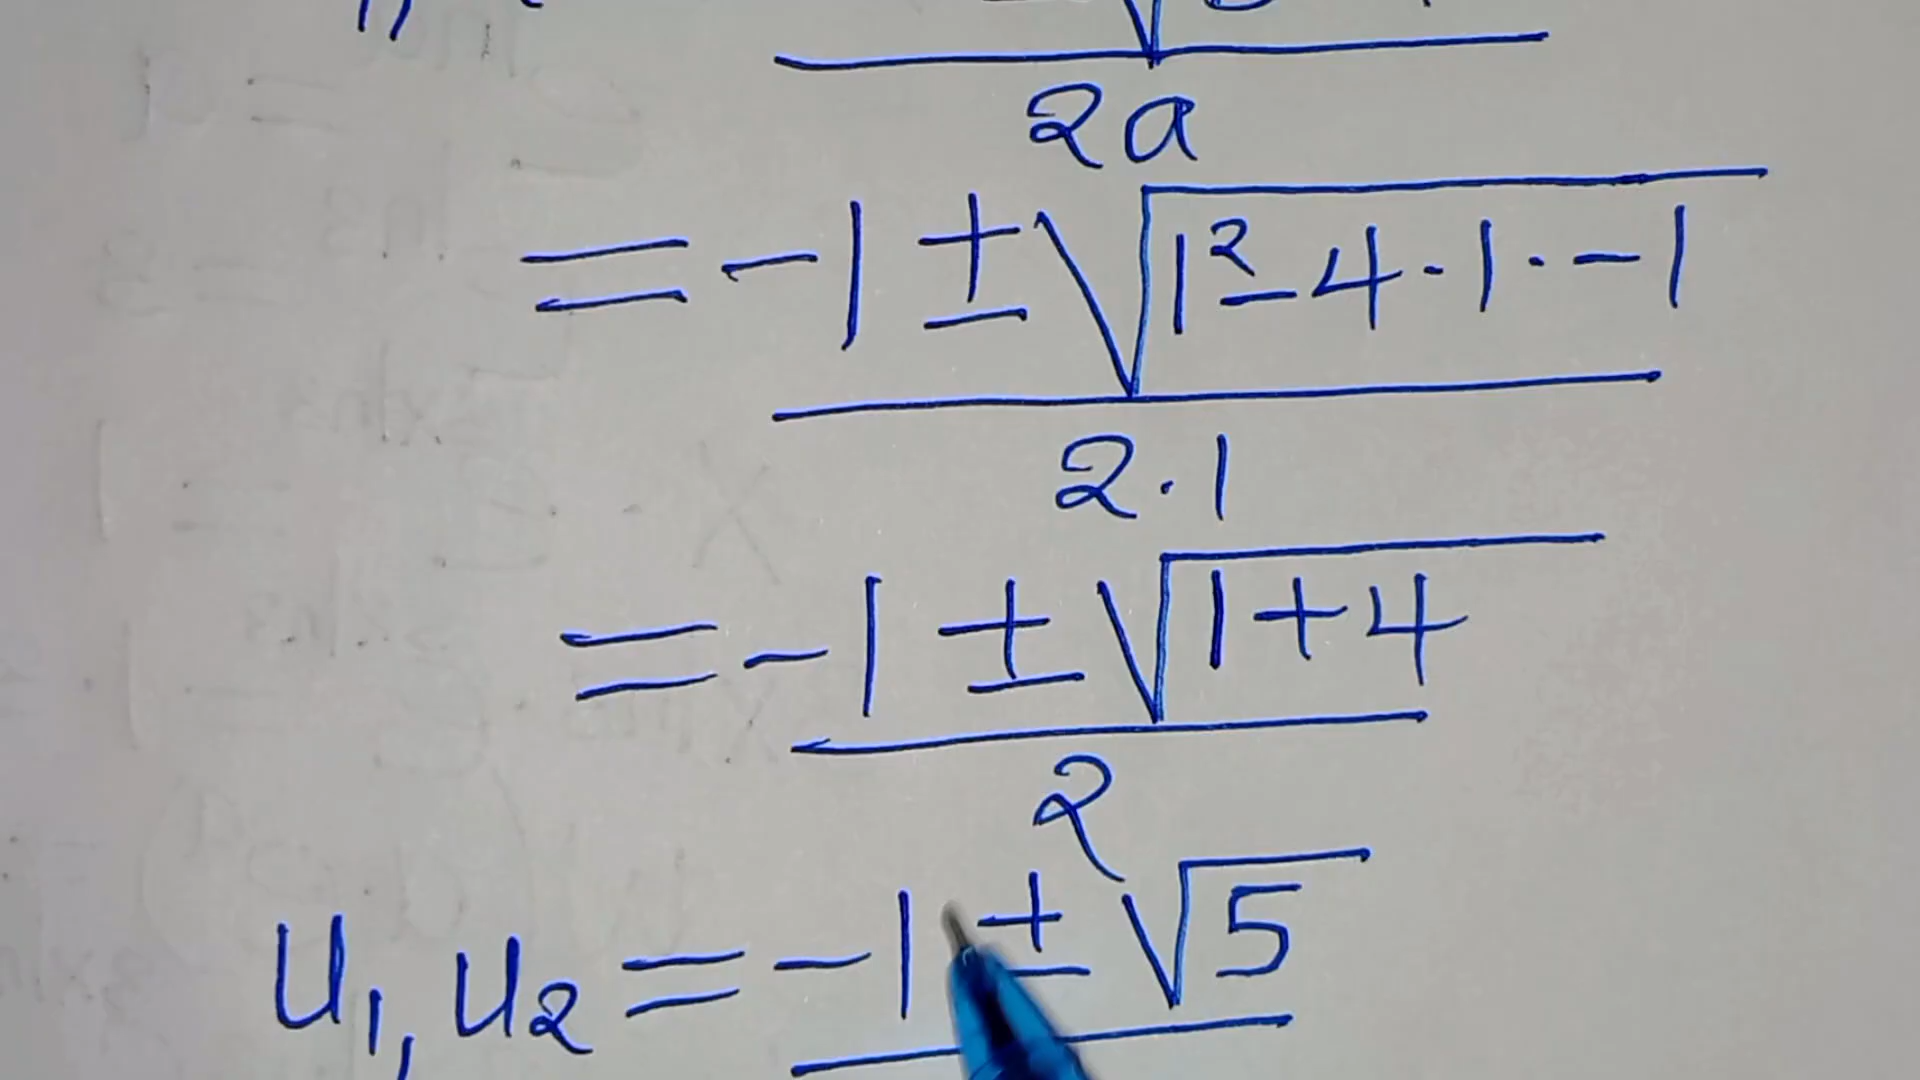 2a
= -1 ± √1² - 4 · 1 · -1
2 · 1
= -1 ± √1 + 4
2
u₁, u₂ = -1 ± √5